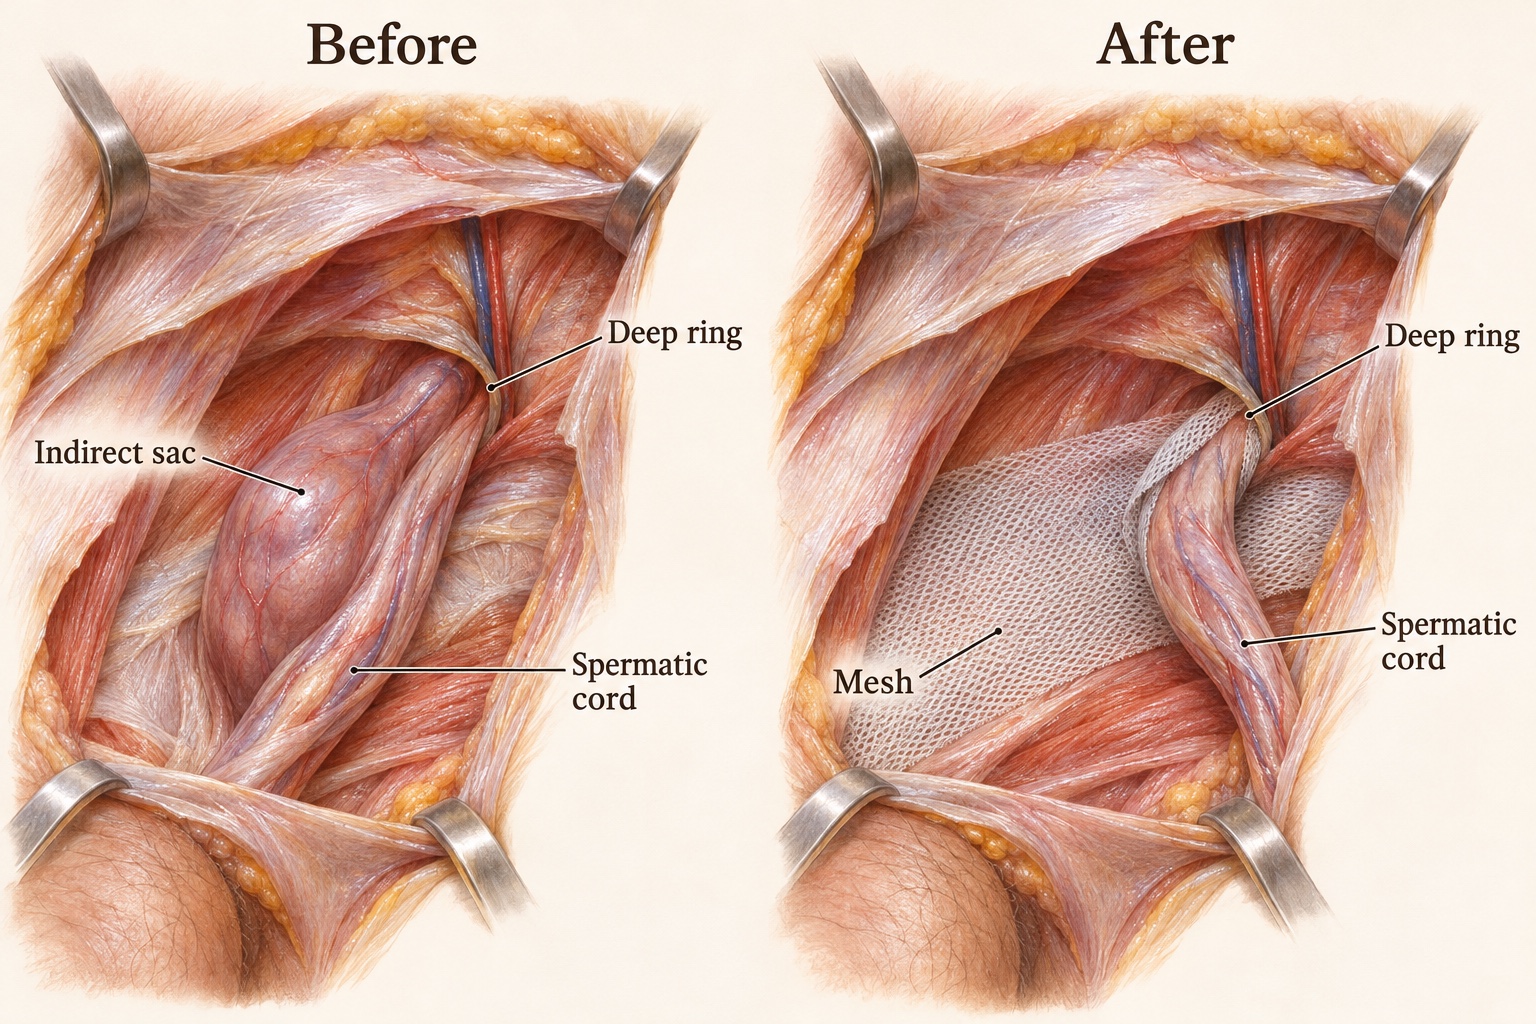 Before
Deep ring
Indirect sac
Spermatic
cord
After
Deep ring
Mesh
Spermatic
cord